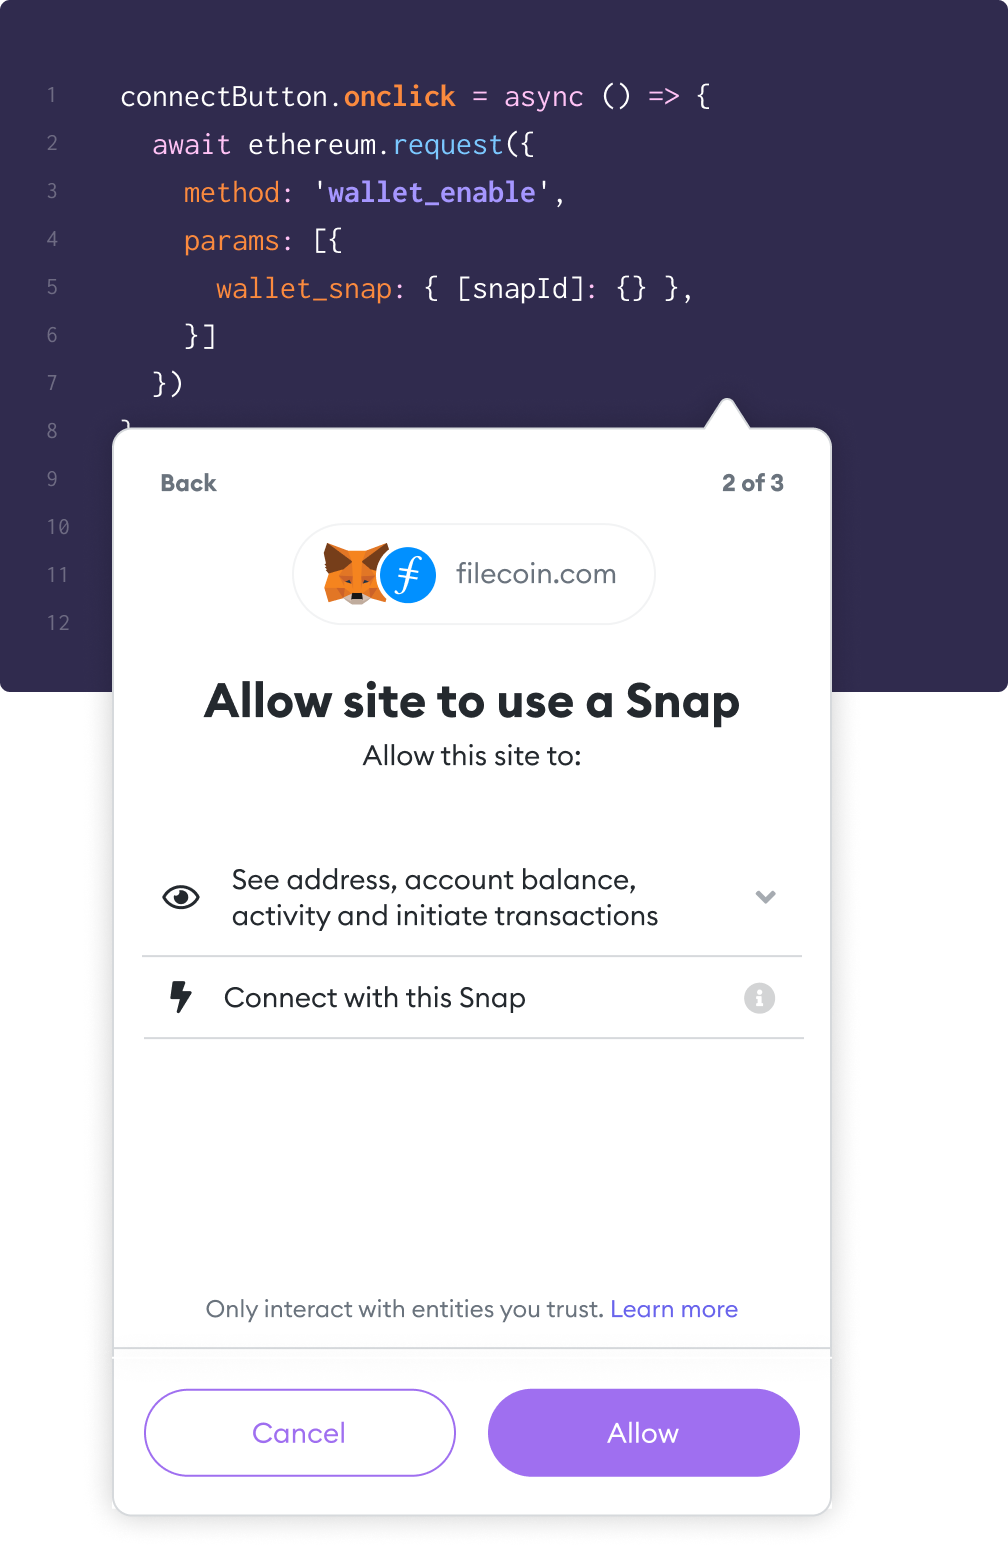 1 connectButton.onclick = async () => {
2 await ethereum.request({
3 method: 'wallet_enable',
4 params: [{
5 wallet_snap: { [snapId]: {} },
6 }]
7 })
8 }
9
10
11
12
Back 2 of 3
filecoin.com
Allow site to use a Snap
Allow this site to:
See address, account balance,
activity and initiate transactions
Connect with this Snap
Only interact with entities you trust. Learn more
Cancel Allow